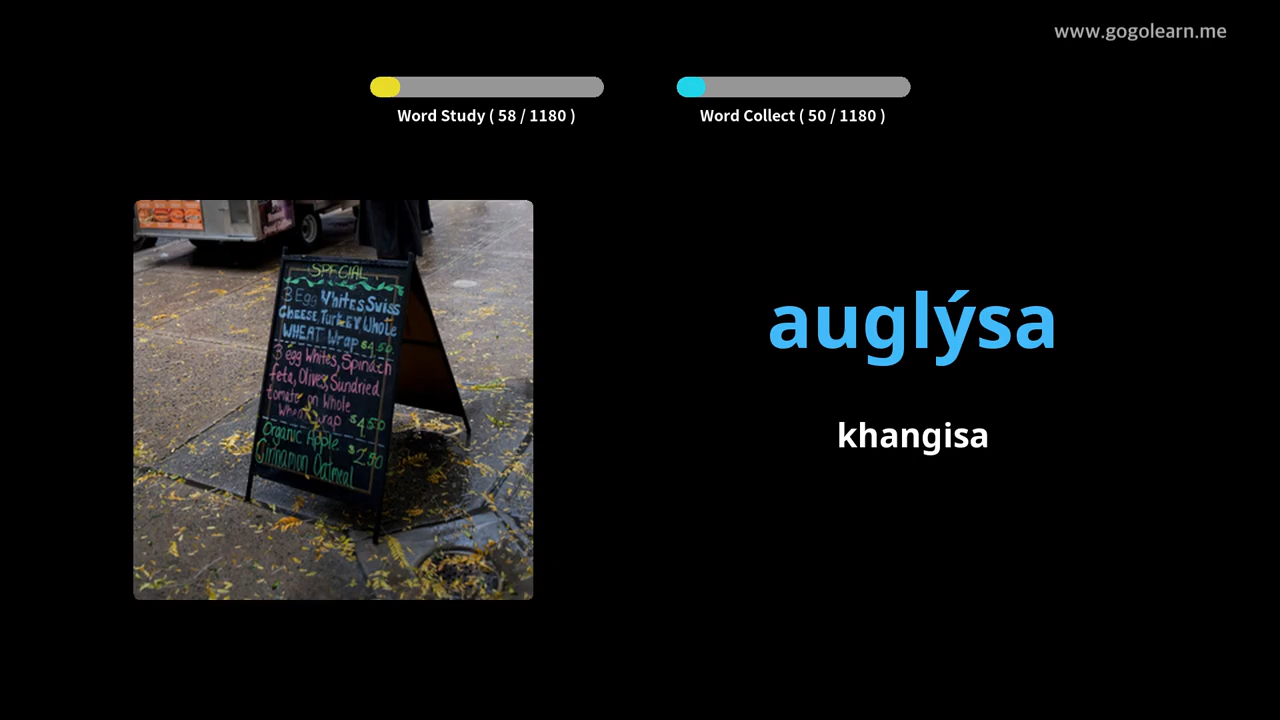 www.gogolearn.me
Word Study ( 58 / 1180 )
Word Collect ( 50 / 1180 )
SPECIAL
3 Egg Whites, Swiss
Cheese, Turkey Whole
WHEAT Wrap $4.50
3 egg Whites, Spinach
feta, Olives, Sundried
tomato on Whole
Wheat Wrap $4.50
Organic Apple $2.50
Cinnamon Oatmeal
auglýsa
khangisa